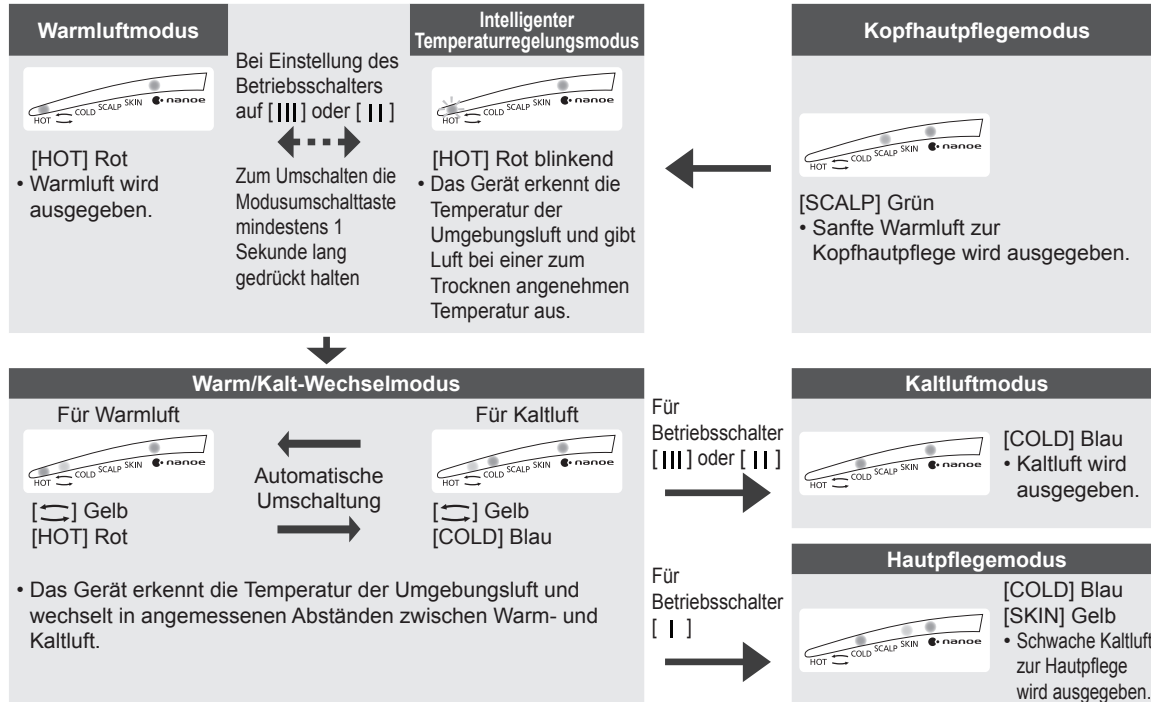 Warmluftmodus
HOT COLD SCALP SKIN nanoe
[HOT] Rot
• Warmluft wird
ausgegeben.
Bei Einstellung des
Betriebsschalters
auf [ ||| ] oder [ || ]
Zum Umschalten die
Modusumschalttaste
mindestens 1
Sekunde lang
gedrückt halten
Intelligenter
Temperaturregelungsmodus
HOT COLD SCALP SKIN nanoe
[HOT] Rot blinkend
• Das Gerät erkennt die
Temperatur der
Umgebungsluft und gibt
Luft bei einer zum
Trocknen angenehmen
Temperatur aus.
Kopfhautpflegemodus
HOT COLD SCALP SKIN nanoe
[SCALP] Grün
• Sanfte Warmluft zur
Kopfhautpflege wird ausgegeben.
Warm/Kalt-Wechselmodus
Für Warmluft
HOT COLD SCALP SKIN nanoe
[⮌] Gelb
[HOT] Rot
Automatische
Umschaltung
Für Kaltluft
HOT COLD SCALP SKIN nanoe
[⮌] Gelb
[COLD] Blau
• Das Gerät erkennt die Temperatur der Umgebungsluft und
wechselt in angemessenen Abständen zwischen Warm- und
Kaltluft.
Für
Betriebsschalter
[ ||| ] oder [ || ]
Kaltluftmodus
HOT COLD SCALP SKIN nanoe
[COLD] Blau
• Kaltluft wird
ausgegeben.
Für
Betriebsschalter
[ | ]
Hautpflegemodus
HOT COLD SCALP SKIN nanoe
[COLD] Blau
[SKIN] Gelb
• Schwache Kaltluft
zur Hautpflege
wird ausgegeben.